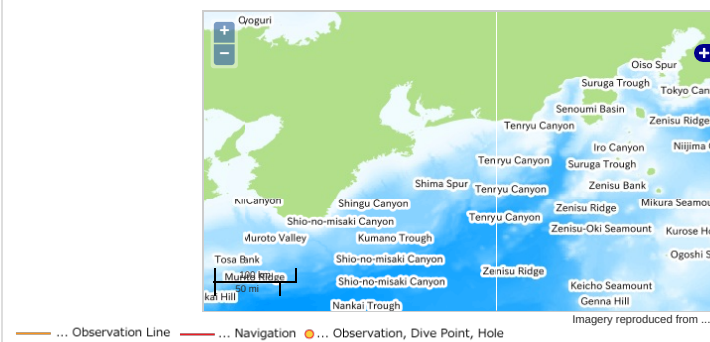 Cyoguri
+
−
+
Oiso Spur
Suruga Trough
Tokyo Can
Senoumi Basin
Zenisu Ridge
Tenryu Canyon
Iro Canyon
Niijima
Tenryu Canyon
Suruga Trough
Shima Spur
Tenryu Canyon
Zenisu Bank
KiiCanyon
Shingu Canyon
Zenisu Ridge
Mikura Seamou
Shio-no-misaki Canyon
Tenryu Canyon
Zenisu-Oki Seamount
Kurose Ho
Muroto Valley
Kumano Trough
Ogoshi S
Tosa Bank
Shio-no-misaki Canyon
Zenisu Ridge
100 km
Muroto Ridge
Shio-no-misaki Canyon
Keicho Seamount
50 mi
kai Hill
Nankai Trough
Genna Hill
Imagery reproduced from ...
... Observation Line ... Navigation ... Observation, Dive Point, Hole